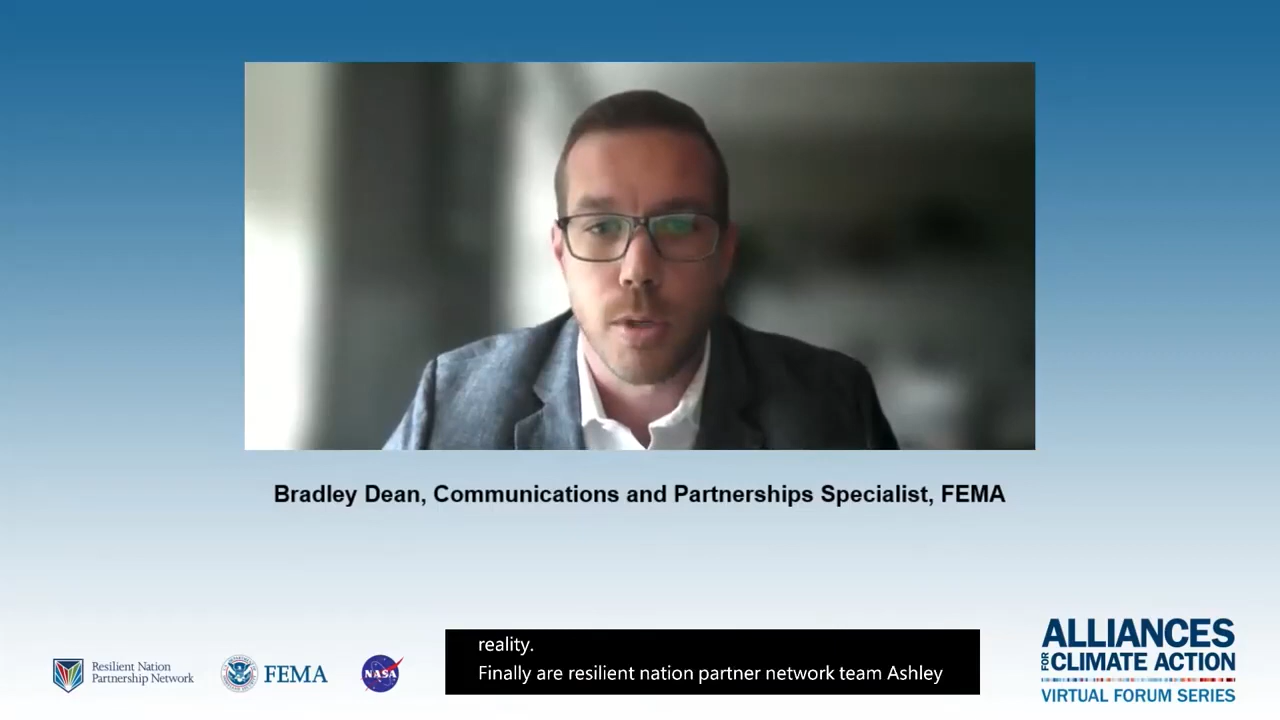 Bradley Dean, Communications and Partnerships Specialist, FEMA
reality.
Finally are resilient nation partner network team Ashley
Resilient Nation
Partnership Network
FEMA
NASA
ALLIANCES
FOR CLIMATE ACTION
VIRTUAL FORUM SERIES